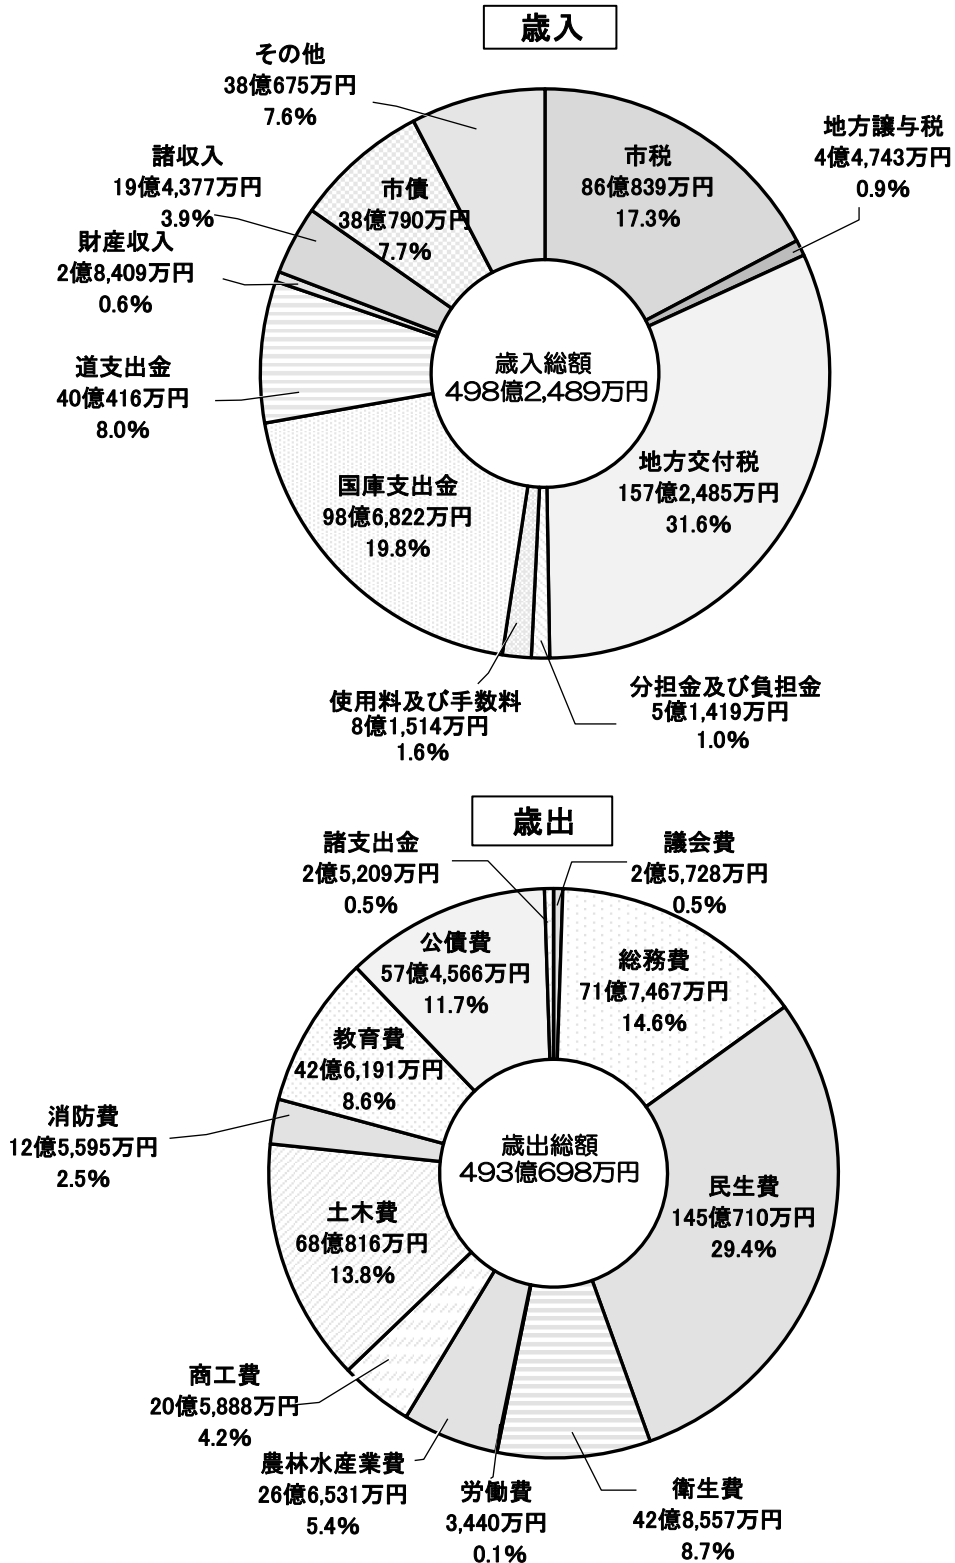 歳入
その他
38億675万円
7.6%
地方譲与税
4億4,743万円
0.9%
諸収入
19億4,377万円
3.9%
市税
86億839万円
17.3%
市債
38億790万円
7.7%
財産収入
2億8,409万円
0.6%
歳入総額
498億2,489万円
道支出金
40億416万円
8.0%
地方交付税
157億2,485万円
31.6%
国庫支出金
98億6,822万円
19.8%
使用料及び手数料
8億1,514万円
1.6%
分担金及び負担金
5億1,419万円
1.0%
歳出
諸支出金
2億5,209万円
0.5%
議会費
2億5,728万円
0.5%
公債費
57億4,566万円
11.7%
総務費
71億7,467万円
14.6%
教育費
42億6,191万円
8.6%
消防費
12億5,595万円
2.5%
歳出総額
493億698万円
民生費
145億710万円
29.4%
土木費
68億816万円
13.8%
商工費
20億5,888万円
4.2%
農林水産業費
26億6,531万円
5.4%
労働費
3,440万円
0.1%
衛生費
42億8,557万円
8.7%